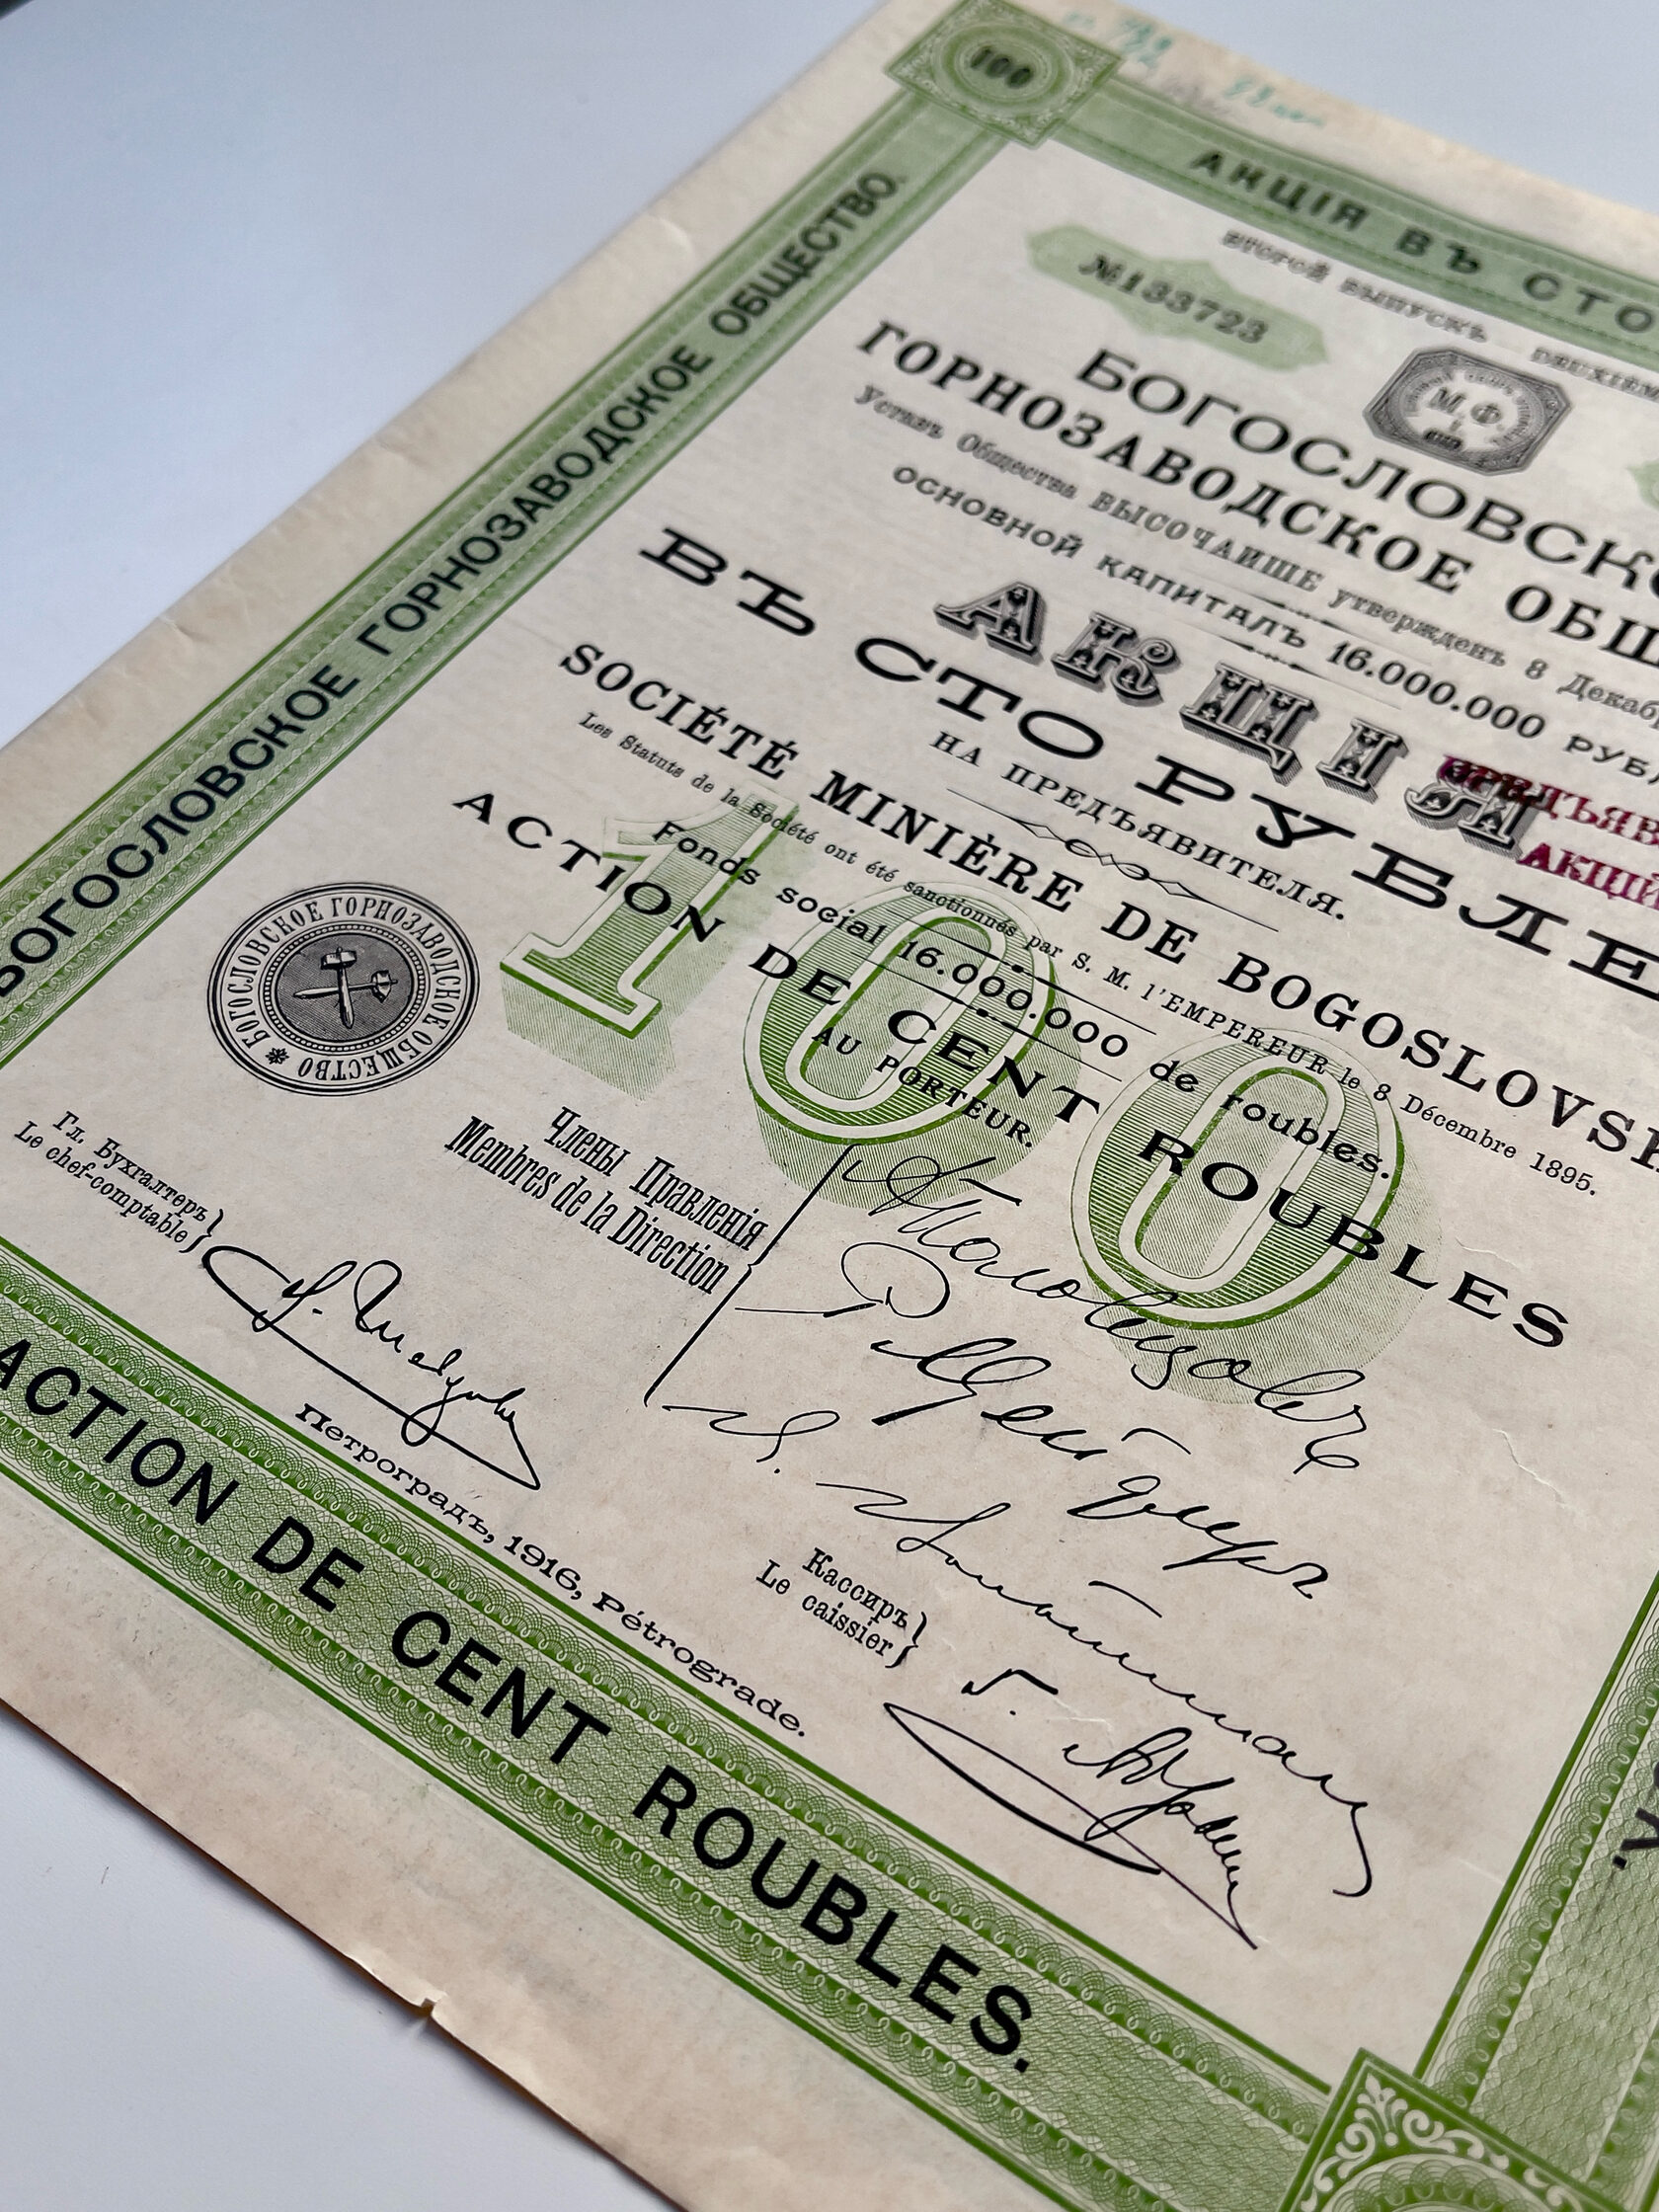 100
АКЦІЯ ВЪ СТО
ВТОРОЙ ВЫПУСКЪ
№133723
М. Ф.
БОГОСЛОВСК
ГОРНОЗАВОДСКОЕ ОБЩ
Уставъ Общества ВЫСОЧАЙШЕ утвержденъ 8 Декаб
ОСНОВНОЙ КАПИТАЛЪ 16.000.000 РУБ
АКЦІЯ
АКЦІЙ
ВЪ СТО РУБЛЕ
НА ПРЕДЪЯВИТЕЛЯ.
SOCIÉTÉ MINIÈRE DE BOGOSLOVSK
Les Statuts de la Société ont été sanctionnés par S. M. l'EMPEREUR le 8 Décembre 1895.
Fonds social 16.000.000 de roubles.
ACTION DE CENT ROUBLES
AU PORTEUR.
100
БОГОСЛОВСКОЕ ГОРНОЗАВОДСКОЕ ОБЩЕСТВО
Члены Правленія
Membres de la Direction
Гл. Бухгалтеръ
Le chef-comptable
Кассиръ
Le caissier
Петроградъ, 1916, Pétrograde.
БОГОСЛОВСКОЕ ГОРНОЗАВОДСКОЕ ОБЩЕСТВО.
ACTION DE CENT ROUBLES.